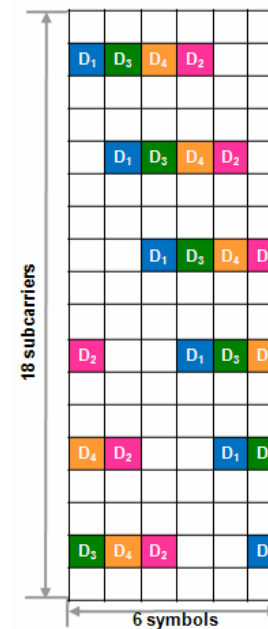 D₁ D₃ D₄ D₂
D₁ D₃ D₄ D₂
D₁ D₃ D₄ D
18 subcarriers
D₂ D₁ D₃ D
D₄ D₂ D₁ D
D₃ D₄ D₂ D
6 symbols